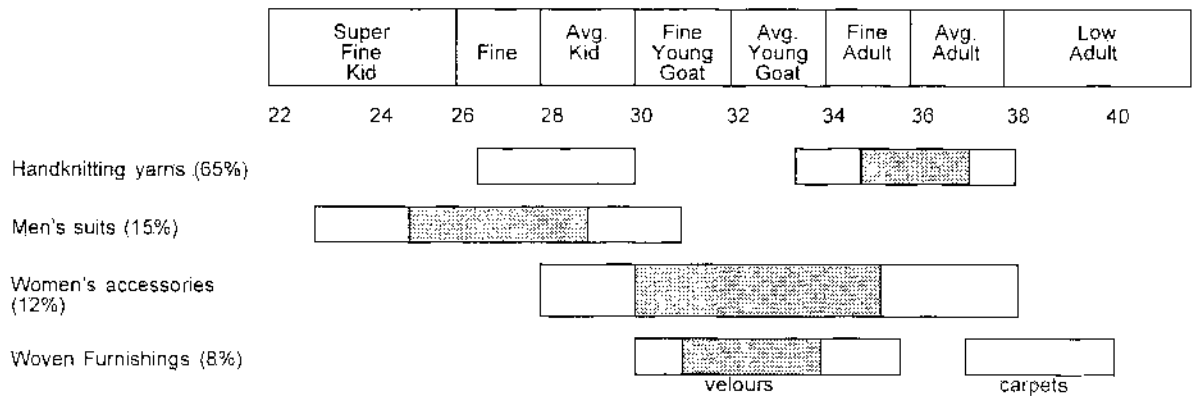 Super Fine Kid
Fine
Avg. Kid
Fine Young Goat
Avg. Young Goat
Fine Adult
Avg. Adult
Low Adult
22 24 26 28 30 32 34 36 38 40
Handknitting yarns (65%)
Men's suits (15%)
Women's accessories
(12%)
Woven Furnishings (8%)
velours carpets